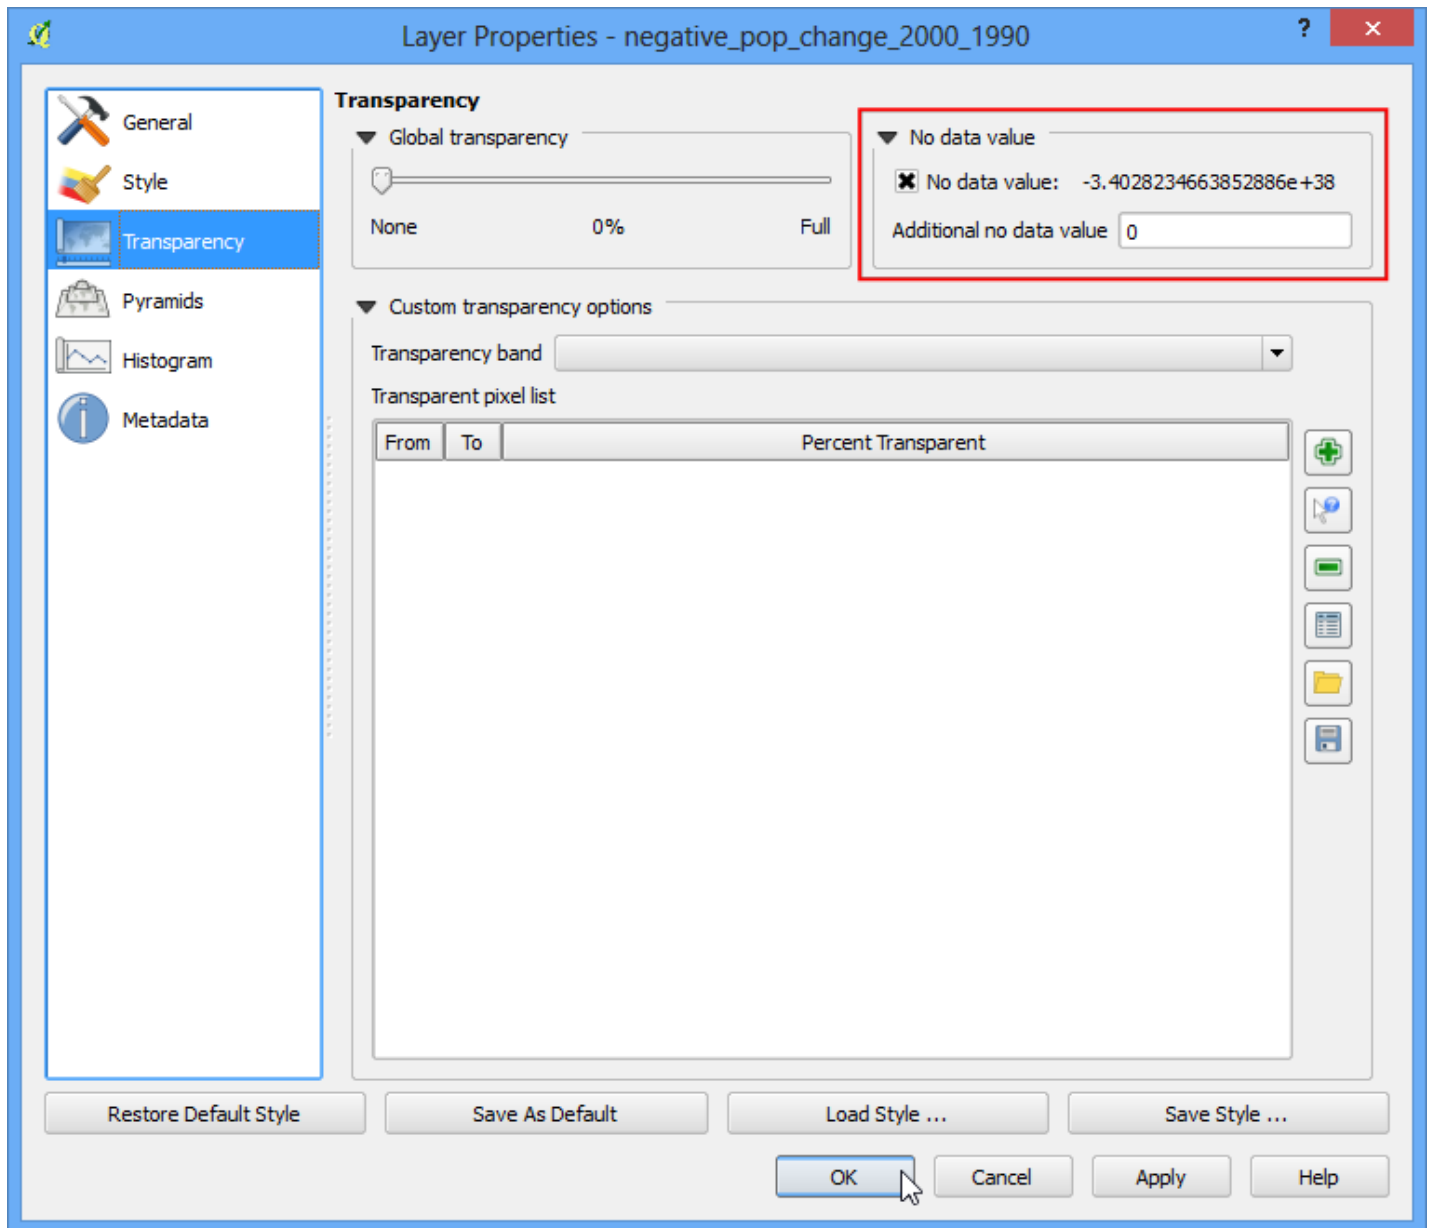 Layer Properties - negative_pop_change_2000_1990
?
General
Style
Transparency
Pyramids
Histogram
Metadata
Transparency
Global transparency
None 0% Full
No data value
No data value: -3.4028234663852886e+38
Additional no data value 0
Custom transparency options
Transparency band
Transparent pixel list
From To Percent Transparent
Restore Default Style Save As Default Load Style ... Save Style ...
OK Cancel Apply Help